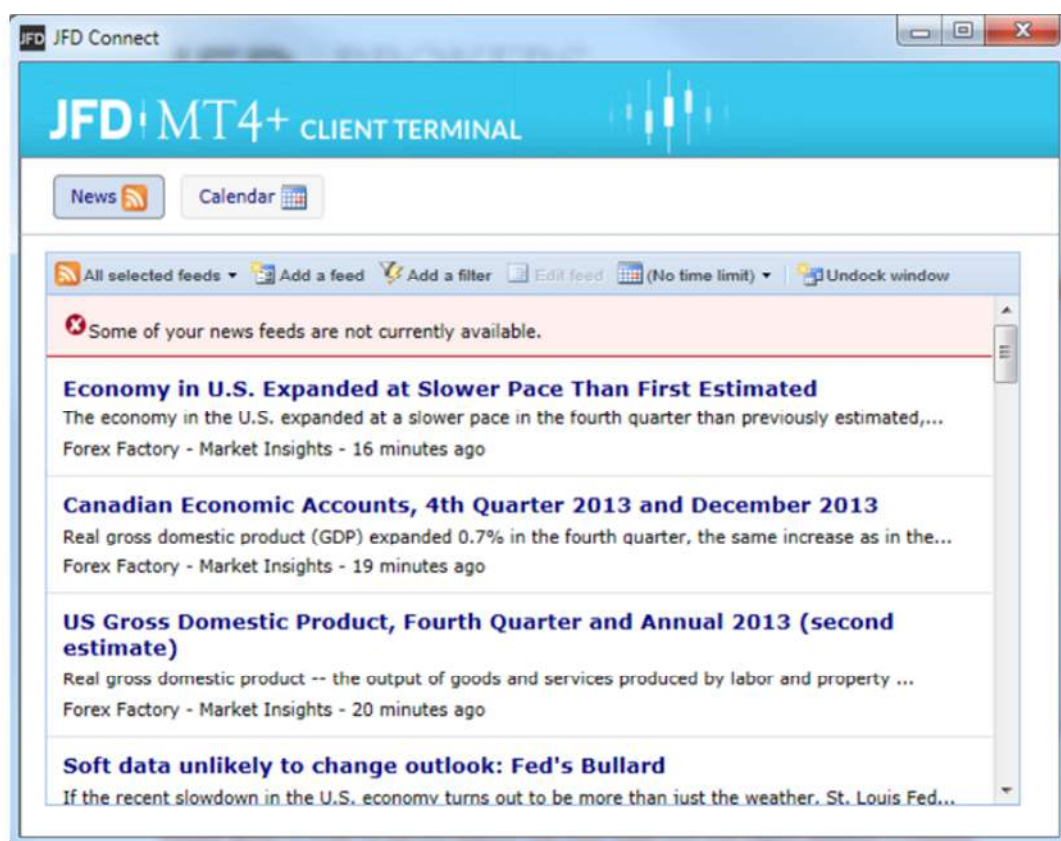 JFD JFD Connect
JFD MT4+ CLIENT TERMINAL
News Calendar
All selected feeds Add a feed Add a filter Edit feed (No time limit) Undock window
Some of your news feeds are not currently available.
Economy in U.S. Expanded at Slower Pace Than First Estimated
The economy in the U.S. expanded at a slower pace in the fourth quarter than previously estimated,...
Forex Factory - Market Insights - 16 minutes ago
Canadian Economic Accounts, 4th Quarter 2013 and December 2013
Real gross domestic product (GDP) expanded 0.7% in the fourth quarter, the same increase as in the...
Forex Factory - Market Insights - 19 minutes ago
US Gross Domestic Product, Fourth Quarter and Annual 2013 (second
estimate)
Real gross domestic product -- the output of goods and services produced by labor and property ...
Forex Factory - Market Insights - 20 minutes ago
Soft data unlikely to change outlook: Fed's Bullard
If the recent slowdown in the U.S. economy turns out to be more than just the weather, St. Louis Fed...